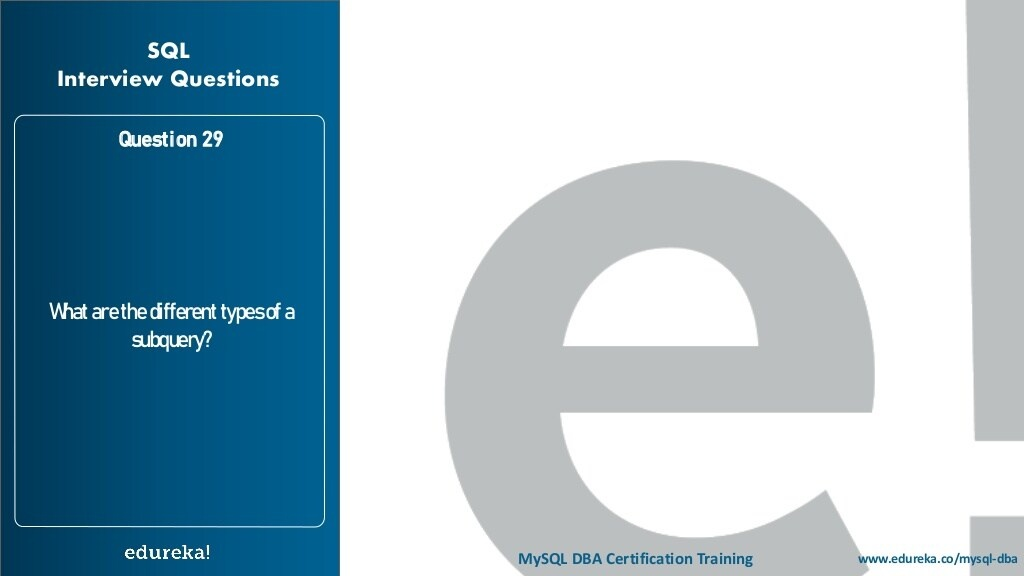 SQL
Interview Questions
Question 29
What are the different types of a
subquery?
edureka!
e!
MySQL DBA Certification Training
www.edureka.co/mysql-dba